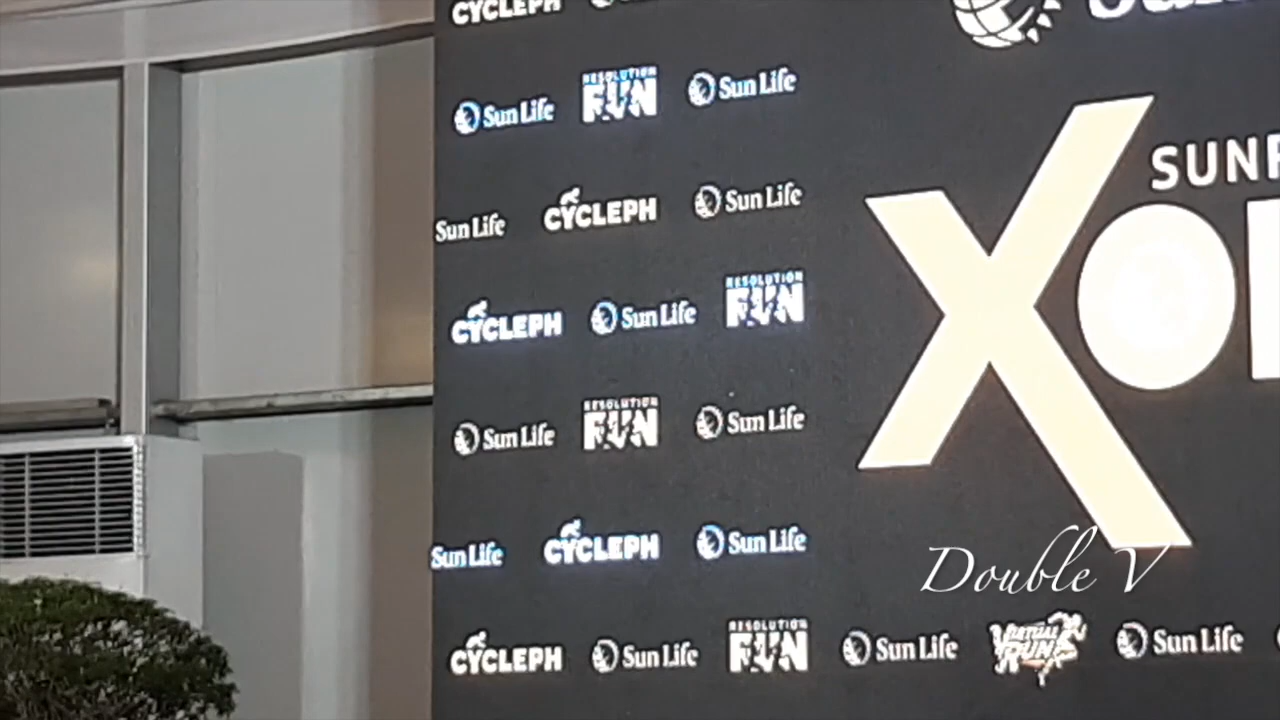 CYCLEPH
Sun Life RESOLUTION FUN Sun Life
SUN
Sun Life CYCLEPH Sun Life
X
CYCLEPH Sun Life RESOLUTION FUN
Sun Life RESOLUTION FUN Sun Life
Sun Life CYCLEPH Sun Life
Double V
CYCLEPH Sun Life RESOLUTION FUN Sun Life VIRTUAL RUN Sun Life